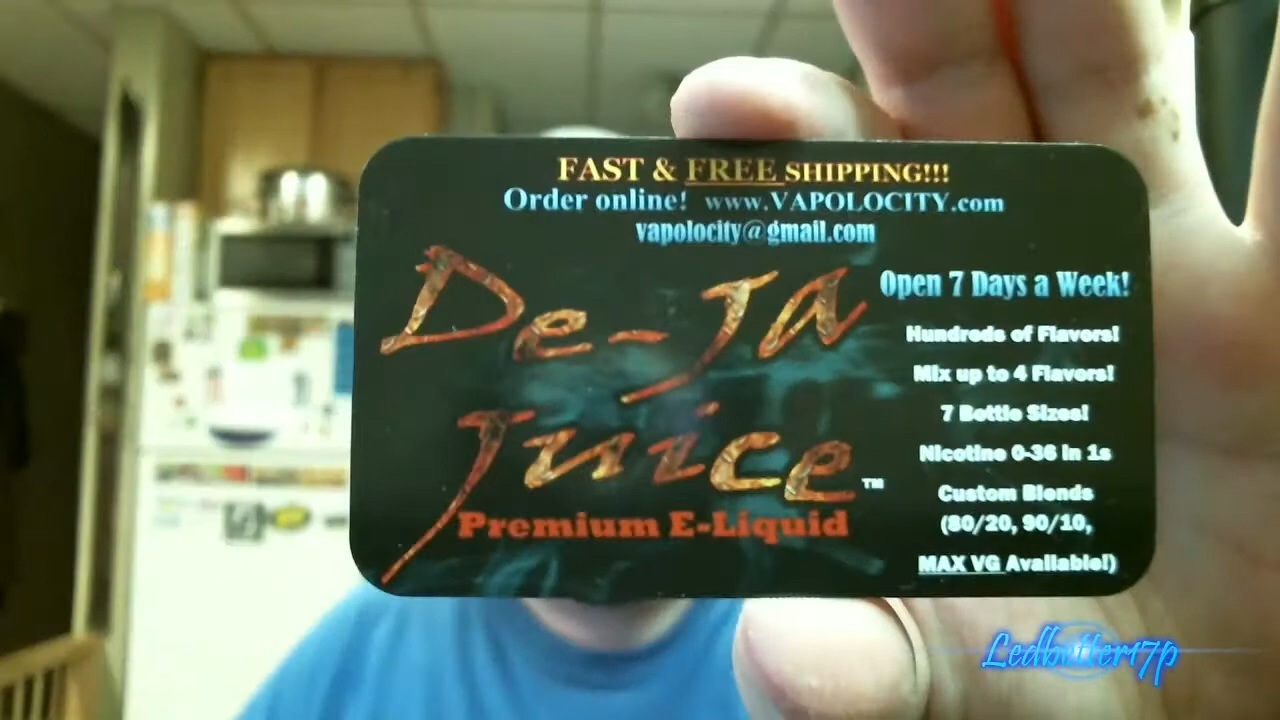 FAST & FREE SHIPPING!!!
Order online! www.VAPOLOCITY.com
vapolocity@gmail.com
De-Ja
Juice™
Premium E-Liquid
Open 7 Days a Week!
Hundreds of Flavors!
Mix up to 4 Flavors!
7 Bottle Sizes!
Nicotine 0-36 in 1s
Custom Blends
(80/20, 90/10,
MAX VG Available!)
Ledbetter17p